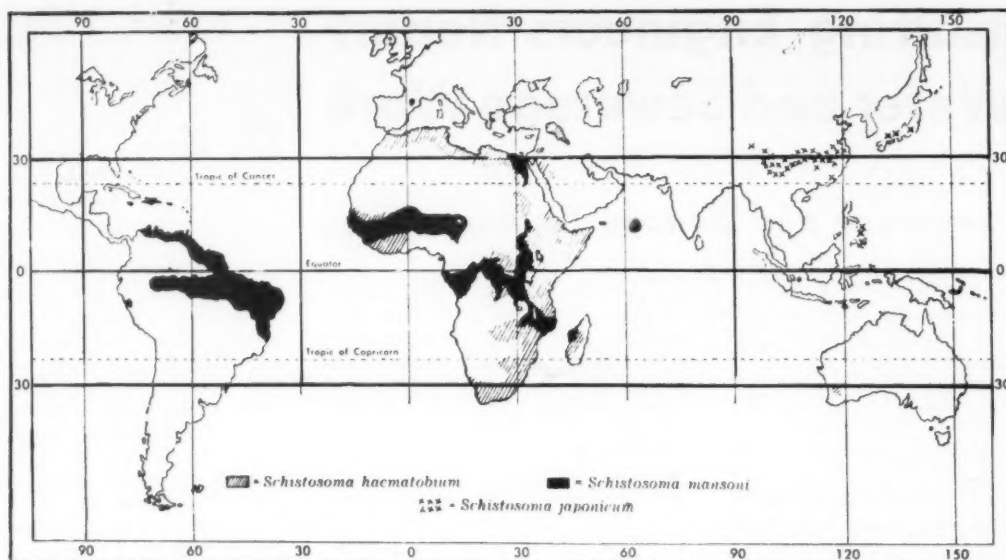 90 60 30 0 30 60 90 120 150
30 30
Tropic of Cancer
Equator
0 0
Tropic of Capricorn
30 30
= Schistosoma haematobium = Schistosoma mansoni
= Schistosoma japonicum
90 60 30 0 30 60 90 120 150